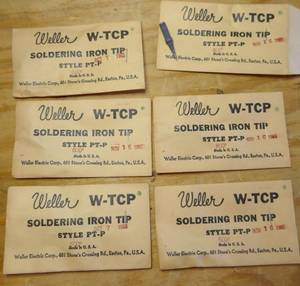 Weller W-TCP
SOLDERING IRON TIP
STYLE PT-P
Made in U.S.A.
Weller Electric Corp., 601 Stone's Crossing Rd., Easton, Pa., U.S.A.
Weller W-TCP
SOLDERING IRON TIP
STYLE PT-P
Made in U.S.A.
Weller Electric Corp., 601 Stone's Crossing Rd., Easton, Pa., U.S.A.
Weller W-TCP
SOLDERING IRON TIP
STYLE PT-P
Made in U.S.A.
Weller Electric Corp., 601 Stone's Crossing Rd., Easton, Pa., U.S.A.
Weller W-TCP
SOLDERING IRON TIP
STYLE PT-P NOV 16
Made in U.S.A.
Weller Electric Corp., 601 Stone's Crossing Rd., Easton, Pa., U.S.A.
Weller W-TCP
SOLDERING IRON TIP
STYLE PT-P
Made in U.S.A.
Weller Electric Corp., 601 Stone's Crossing Rd., Easton, Pa., U.S.A.
Weller W-TCP
SOLDERING IRON TIP
STYLE PT-P NOV 16
Made in U.S.A.
Weller Electric Corp., 601 Stone's Crossing Rd., Easton, Pa., U.S.A.